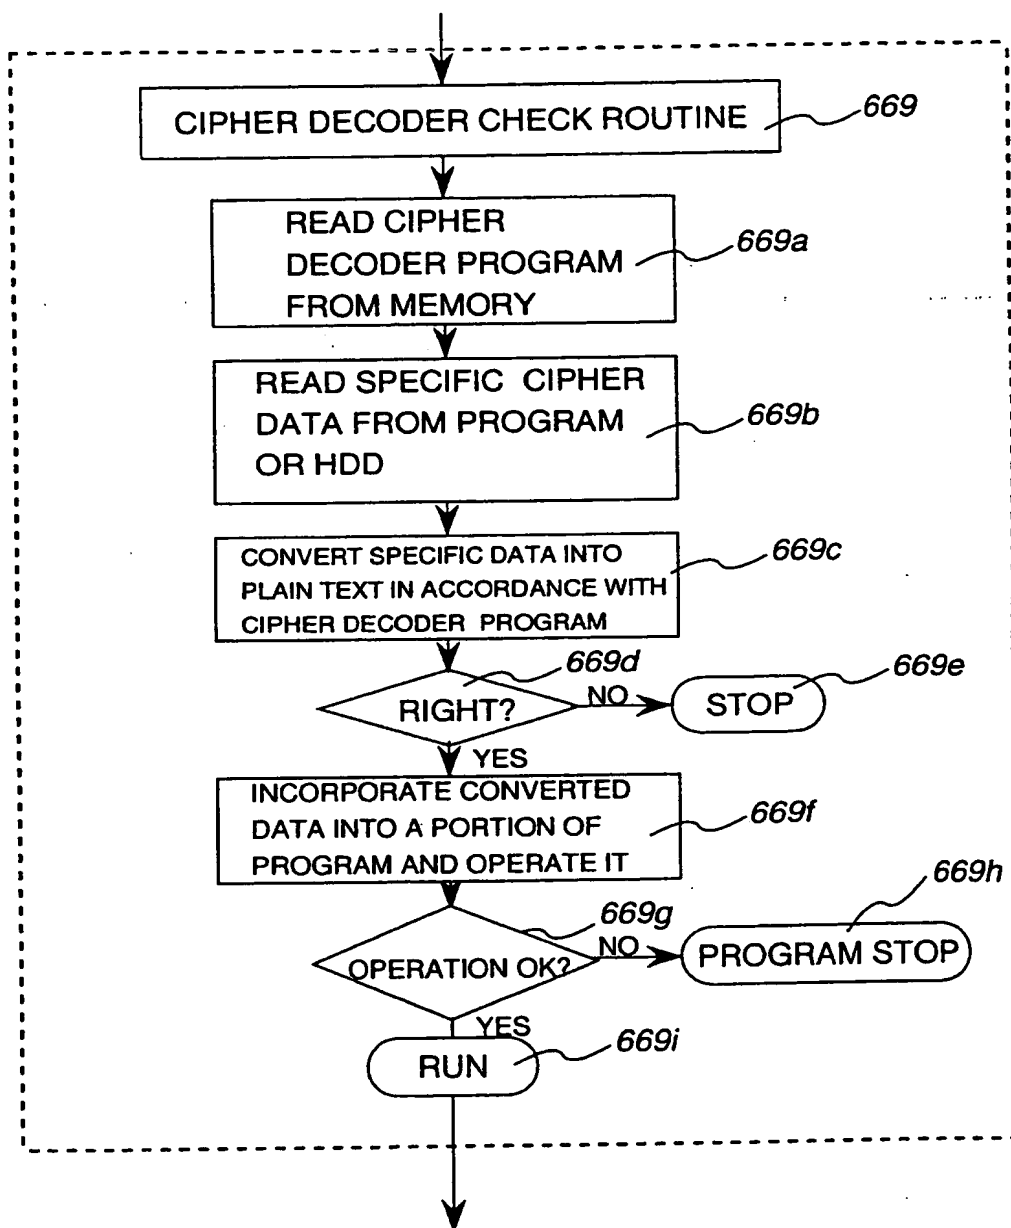 CIPHER DECODER CHECK ROUTINE
669
READ CIPHER
DECODER PROGRAM
FROM MEMORY
669a
READ SPECIFIC CIPHER
DATA FROM PROGRAM
OR HDD
669b
CONVERT SPECIFIC DATA INTO
PLAIN TEXT IN ACCORDANCE WITH
CIPHER DECODER PROGRAM
669c
669d
RIGHT?
NO
STOP
669e
YES
INCORPORATE CONVERTED
DATA INTO A PORTION OF
PROGRAM AND OPERATE IT
669f
669g
OPERATION OK?
NO
PROGRAM STOP
669h
YES
RUN
669i